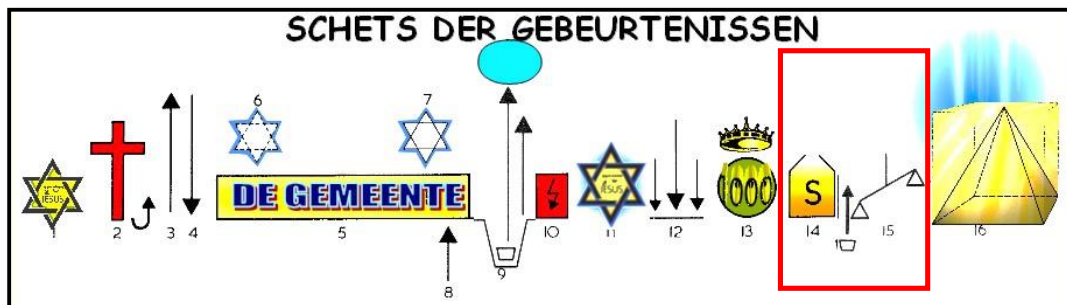 SCHETS DER GEBEURTENISSEN
6 7
DE GEMEENTE
JESUS
JESUS
1000
S
1 2 3 4 5 8 9 10 11 12 13 14 15 16